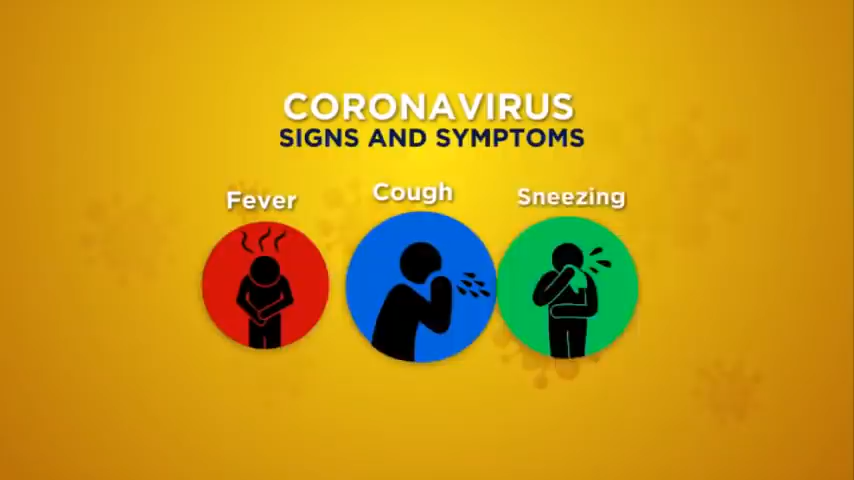 CORONAVIRUS
SIGNS AND SYMPTOMS
Fever
Cough
Sneezing